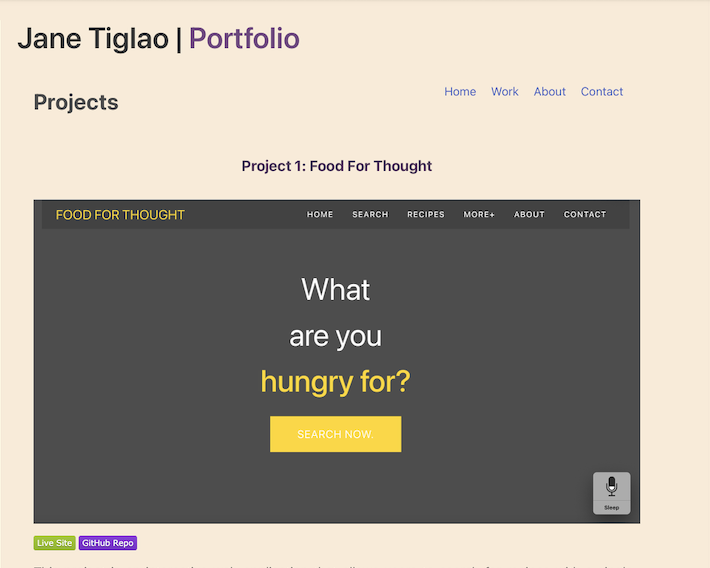 Jane Tiglao | Portfolio
Home Work About Contact
Projects
Project 1: Food For Thought
FOOD FOR THOUGHT HOME SEARCH RECIPES MORE+ ABOUT CONTACT
What
are you
hungry for?
SEARCH NOW.
Sleep
Live Site GitHub Repo